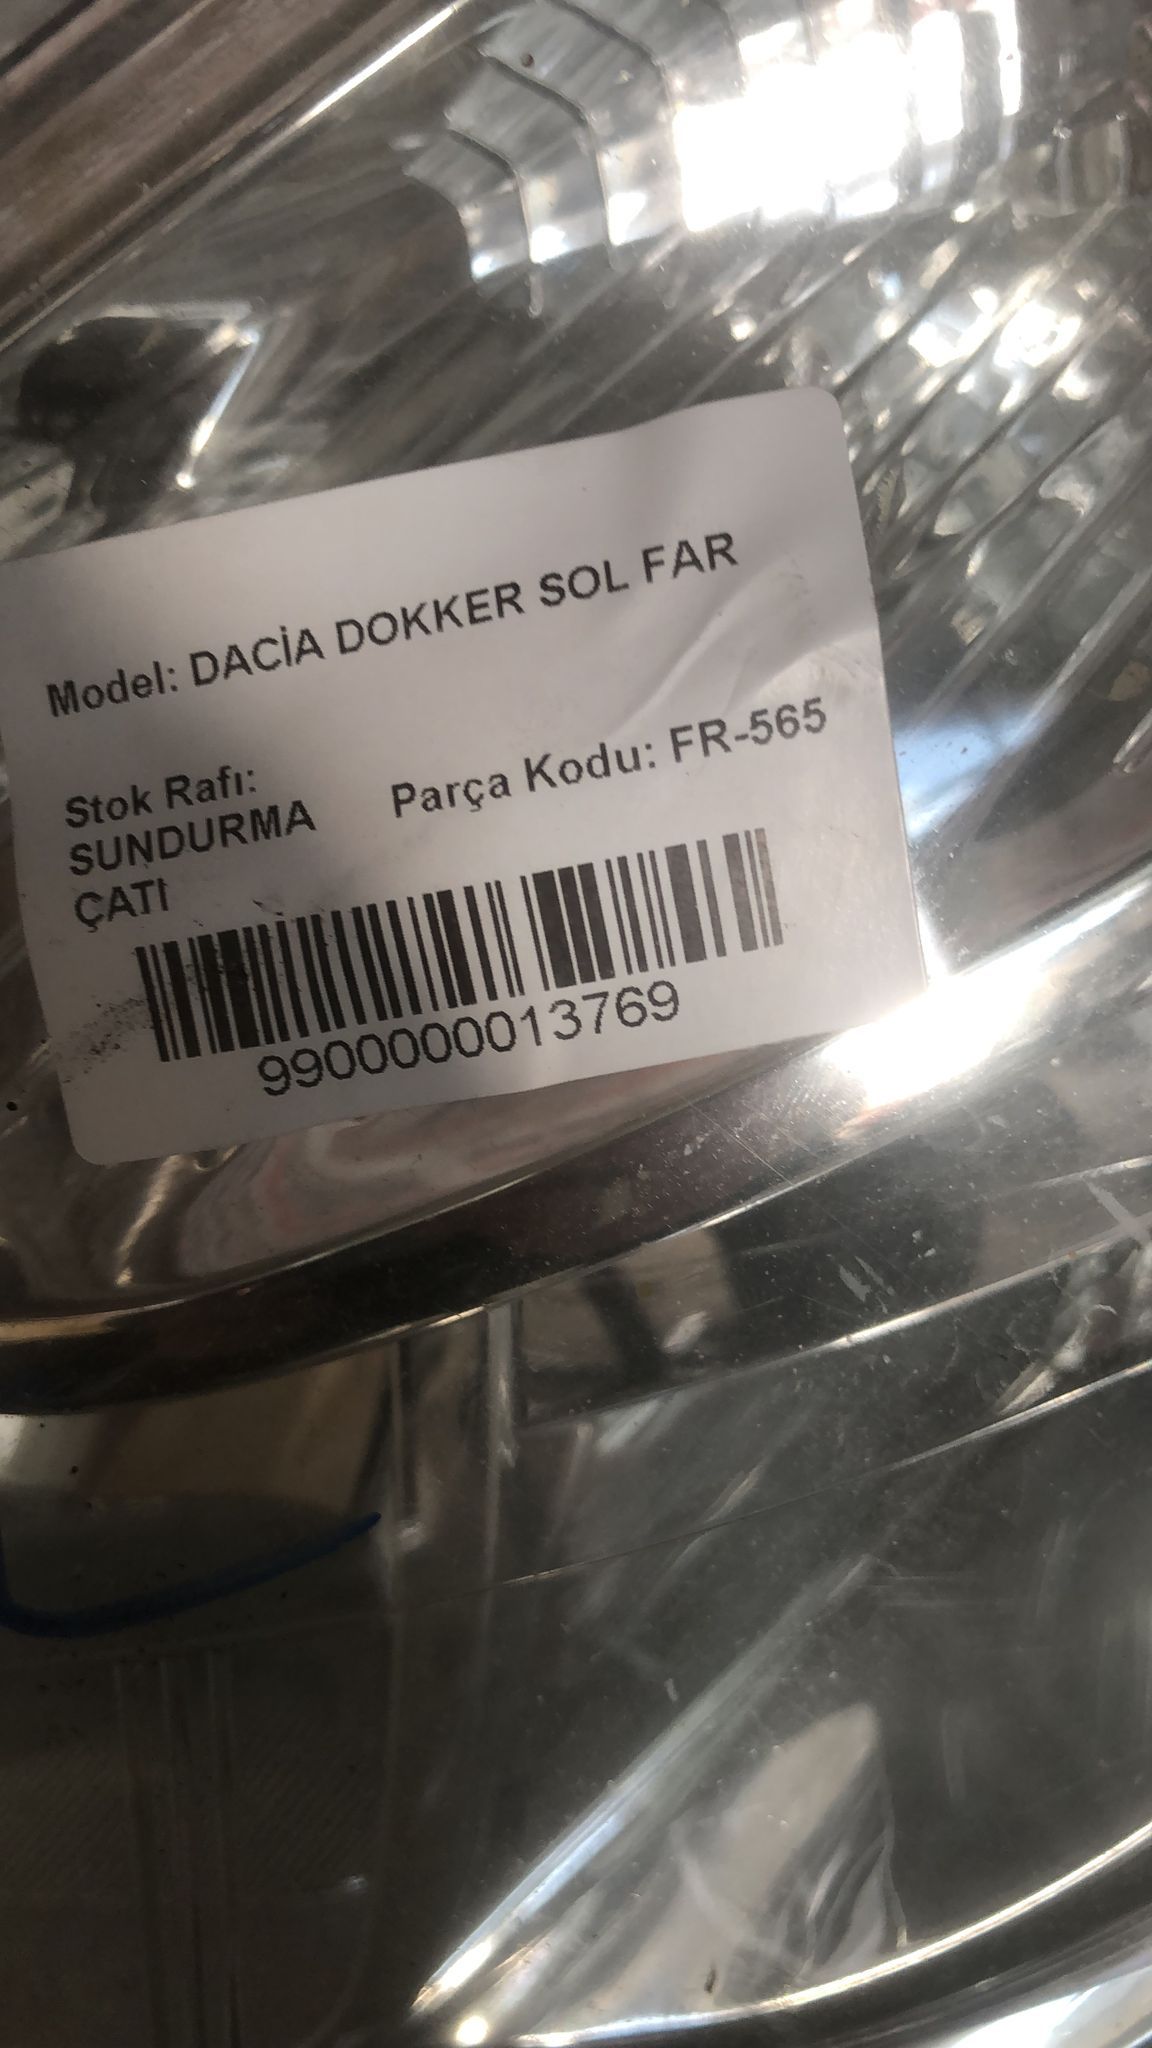 Model: DACİA DOKKER SOL FAR
Stok Rafı: Parça Kodu: FR-565
SUNDURMA
ÇATI
9900000013769